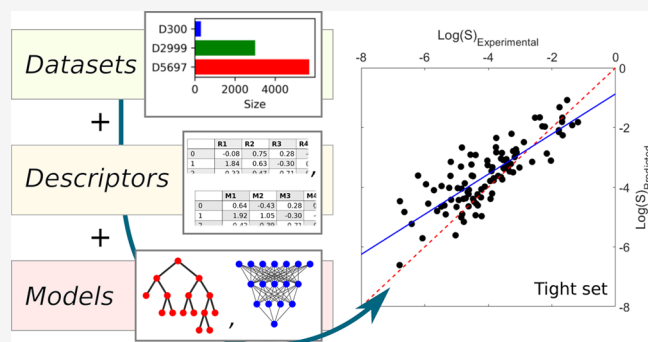 Datasets
D300
D2999
D5697
0 2000 4000
Size
+
Descriptors
R1 R2 R3 R4
0 -0.08 0.75 0.28 -
1 1.84 0.63 -0.30
M1 M2 M3 M4
0 0.64 -0.43 0.28
1 1.92 1.05 -0.30
,
+
Models
,
Log(S)Experimental
-8 -6 -4 -2 0
0
-2
-4
-6
-8
Log(S)Predicted
Tight set